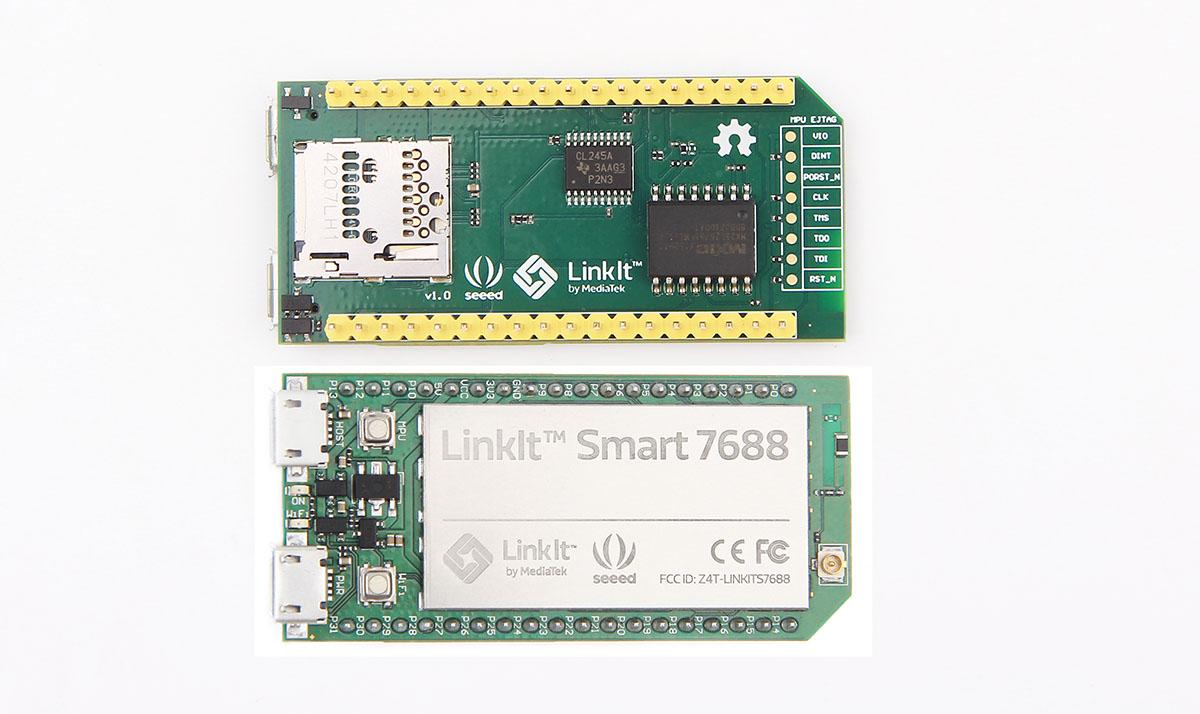 MPU EJTAG
VIO
DINT
PORST_N
CLK
TMS
TDO
TDI
RST_N
4207LH1
CL245A
3AAG3
P2N3
MXIC
v1.0
seeed
LinkIt™
by MediaTek
P13 P12 P11 P10 5V VCC 3V3 GND P9 P8 P7 P6 P5 P4 P3 P2 P1 P0
HOST
MPU
LinkIt™ Smart 7688
ON
WiFi
LinkIt™
by MediaTek
seeed
CE FC
FCC ID: Z4T-LINKITS7688
PWR
WiFi
P31 P30 P29 P28 P27 P26 P25 P24 P23 P22 P21 P20 P19 P18 P16 P15 P14